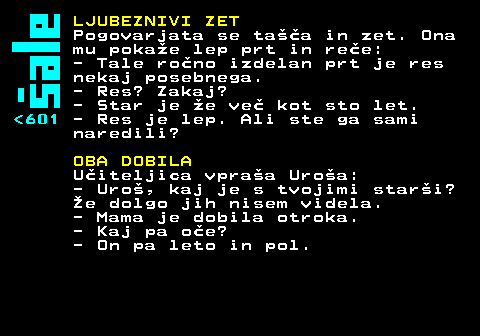 šale
<601
LJUBEZNIVI ZET
Pogovarjata se tašča in zet. Ona
mu pokaže lep prt in reče:
- Tale ročno izdelan prt je res
nekaj posebnega.
- Res? Zakaj?
- Star je že več kot sto let.
- Res je lep. Ali ste ga sami
naredili?
OBA DOBILA
Učiteljica vpraša Uroša:
- Uroš, kaj je s tvojimi starši?
Že dolgo jih nisem videla.
- Mama je dobila otroka.
- Kaj pa oče?
- On pa leto in pol.